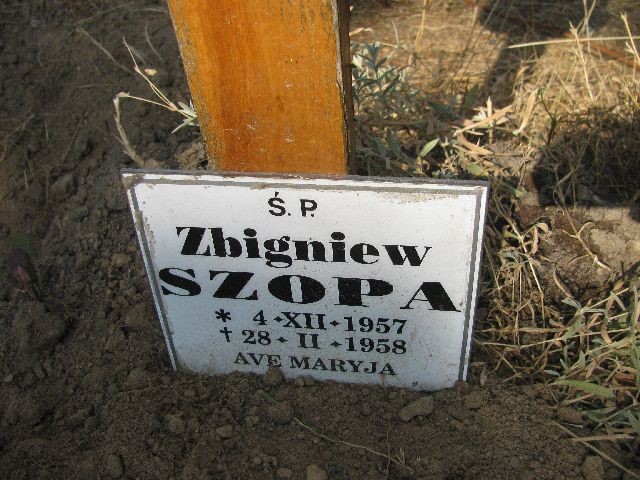 Ś.P.
Zbigniew
SZOPA
* 4·XII·1957
† 28·II·1958
AVE MARYJA